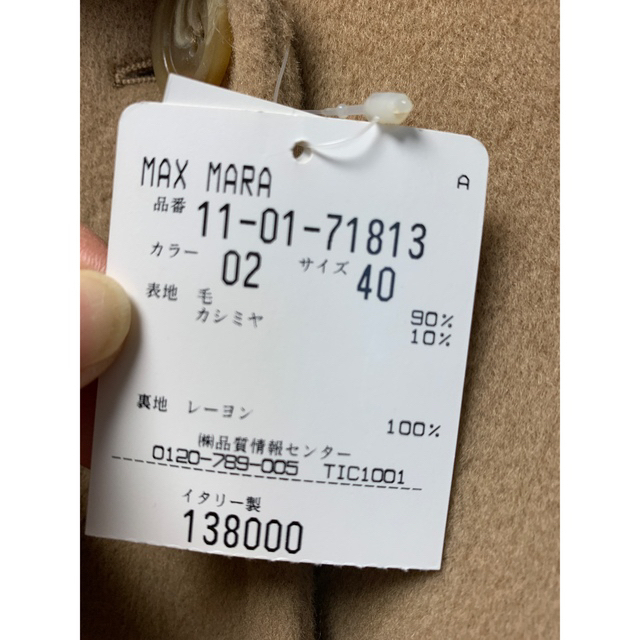 MAX MARA A
品番 11-01-71813
カラー 02 サイズ 40
表地 毛 90%
カシミヤ 10%
裏地 レーヨン 100%
㈱品質情報センター
0120-789-005 TIC1001
イタリー製
138000